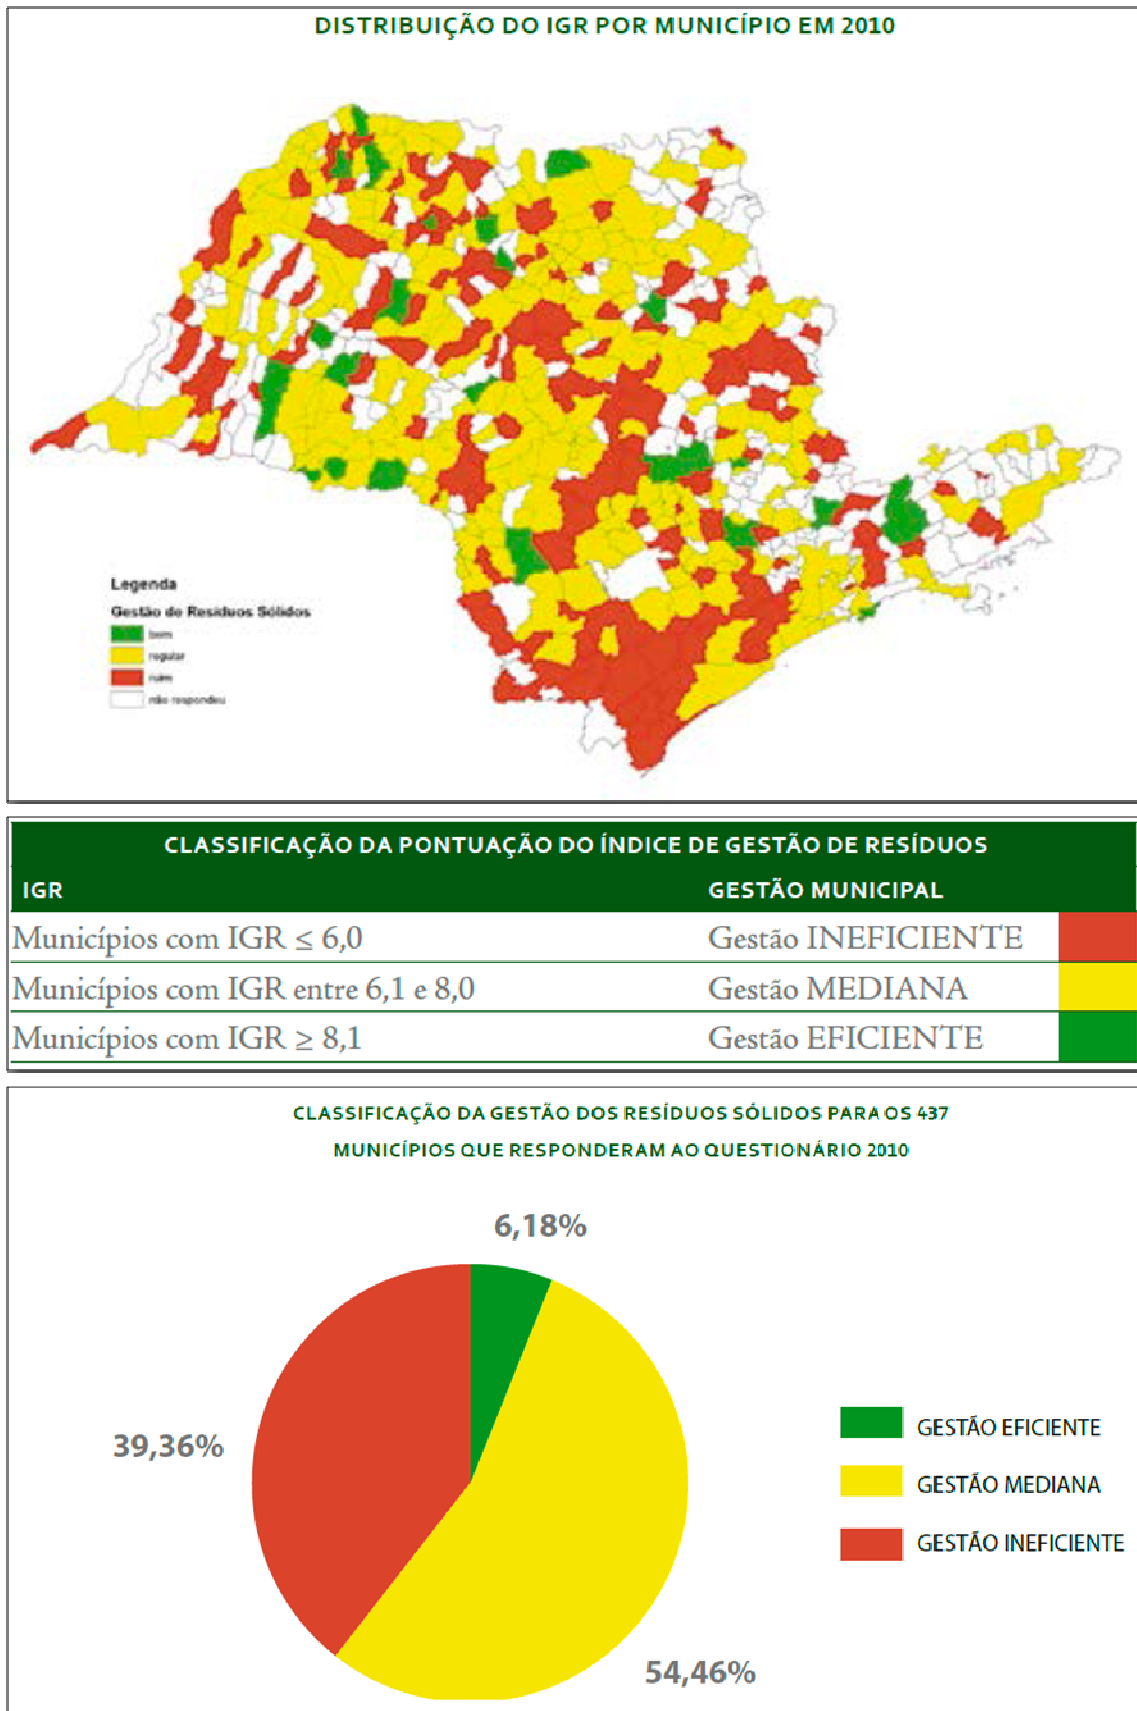 DISTRIBUIÇÃO DO IGR POR MUNICÍPIO EM 2010
Legenda
Gestão de Resíduos Sólidos
bom
regular
ruim
não respondeu
CLASSIFICAÇÃO DA PONTUAÇÃO DO ÍNDICE DE GESTÃO DE RESÍDUOS
IGR GESTÃO MUNICIPAL
Municípios com IGR ≤ 6,0 Gestão INEFICIENTE
Municípios com IGR entre 6,1 e 8,0 Gestão MEDIANA
Municípios com IGR ≥ 8,1 Gestão EFICIENTE
CLASSIFICAÇÃO DA GESTÃO DOS RESÍDUOS SÓLIDOS PARA OS 437
MUNICÍPIOS QUE RESPONDERAM AO QUESTIONÁRIO 2010
6,18%
39,36%
54,46%
GESTÃO EFICIENTE
GESTÃO MEDIANA
GESTÃO INEFICIENTE